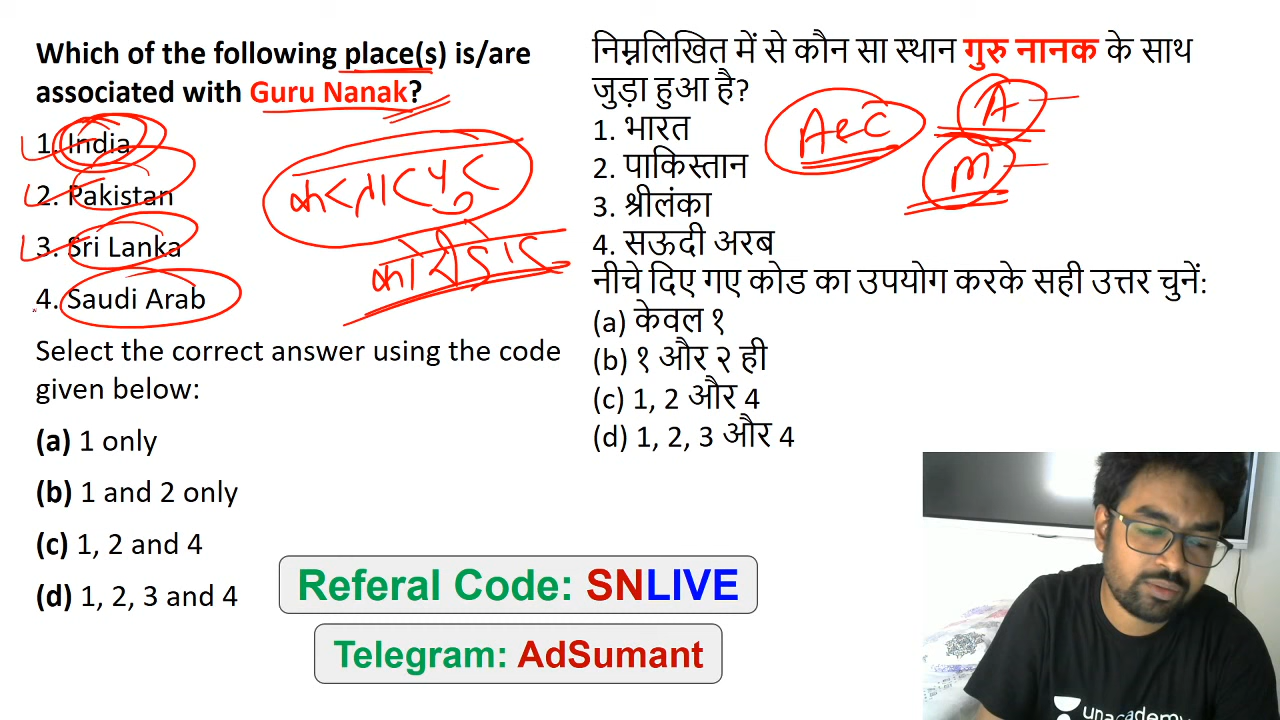 Which of the following place(s) is/are
associated with Guru Nanak?
1. India
2. Pakistan
3. Sri Lanka
4. Saudi Arab
Select the correct answer using the code
given below:
(a) 1 only
(b) 1 and 2 only
(c) 1, 2 and 4
(d) 1, 2, 3 and 4
करतारपुर
कोरीडोर
निम्नलिखित में से कौन सा स्थान गुरु नानक के साथ
जुड़ा हुआ है?
1. भारत
2. पाकिस्तान
3. श्रीलंका
4. सऊदी अरब
नीचे दिए गए कोड का उपयोग करके सही उत्तर चुनें:
(a) केवल १
(b) १ और २ ही
(c) 1, 2 और 4
(d) 1, 2, 3 और 4
A
M
Referal Code: SNLIVE
Telegram: AdSumant
unacademy